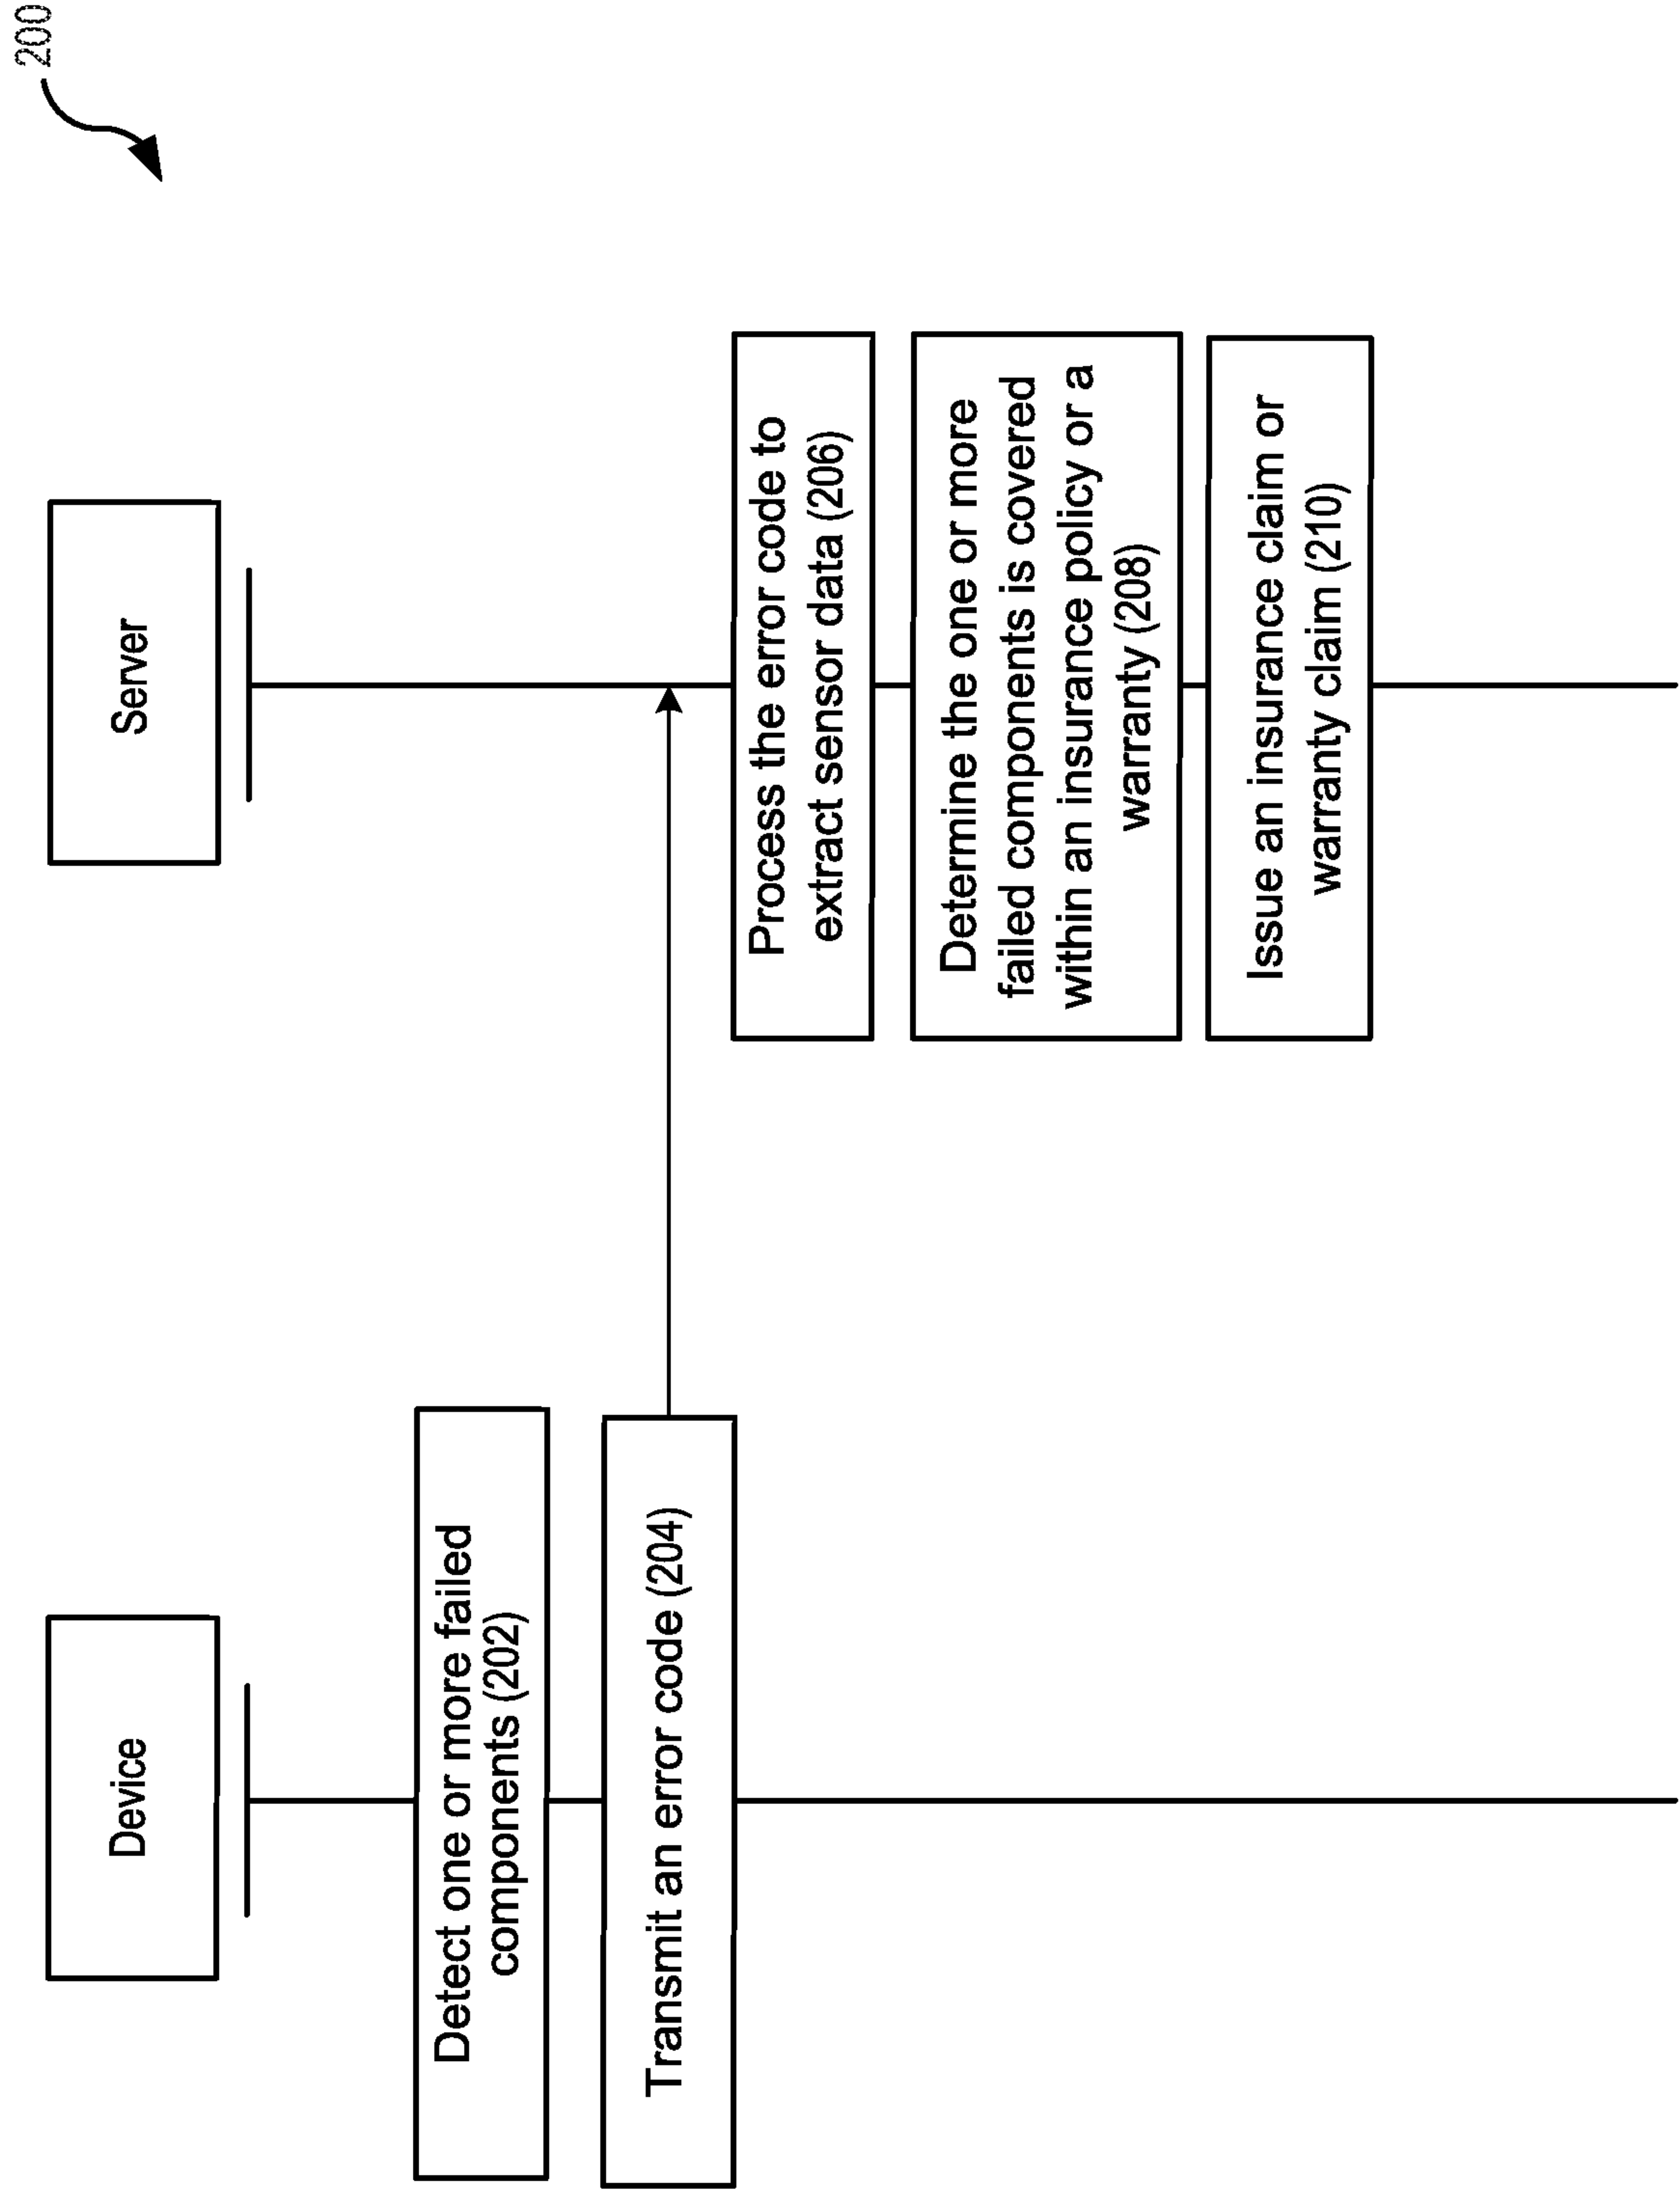 200
Device
Server
Detect one or more failed
components (202)
Transmit an error code (204)
Process the error code to
extract sensor data (206)
Determine the one or more
failed components is covered
within an insurance policy or a
warranty (208)
Issue an insurance claim or
warranty claim (210)